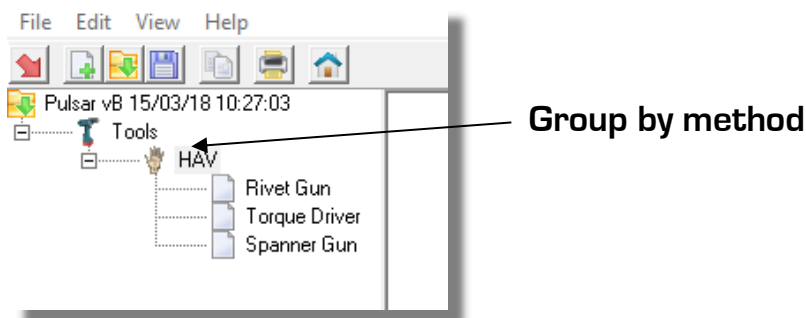 File Edit View Help
Pulsar vB 15/03/18 10:27:03
Tools
HAV
Rivet Gun
Torque Driver
Spanner Gun
Group by method